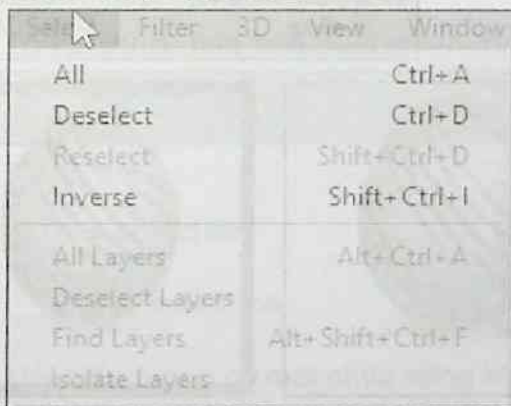 Select Filter 3D View Window
All Ctrl+A
Deselect Ctrl+D
Reselect Shift+Ctrl+D
Inverse Shift+Ctrl+I
All Layers Alt+Ctrl+A
Deselect Layers
Find Layers Alt+Shift+Ctrl+F
Isolate Layers